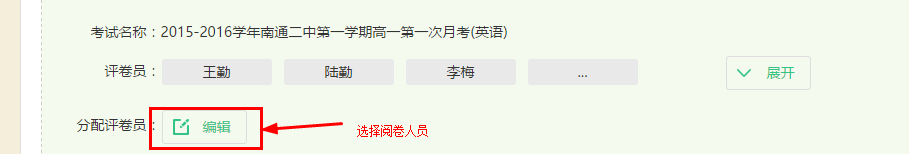 考试名称：2015-2016学年南通二中第一学期高一第一次月考(英语)
评卷员： 王勤 陆勤 李梅 ... 展开
分配评卷员： 编辑 选择阅卷人员